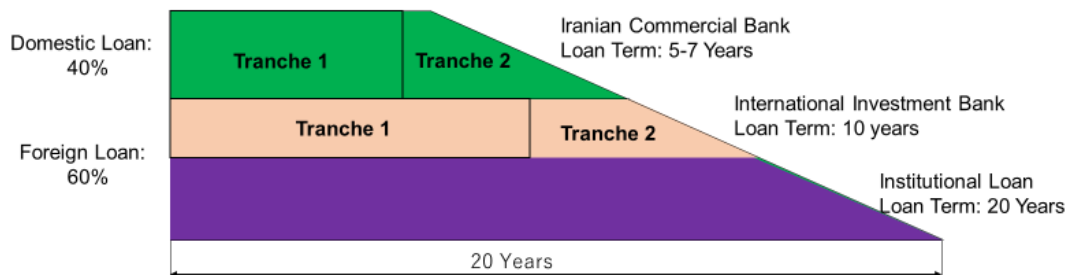 Domestic Loan:
40%
Tranche 1
Tranche 2
Iranian Commercial Bank
Loan Term: 5-7 Years
Foreign Loan:
60%
Tranche 1
Tranche 2
International Investment Bank
Loan Term: 10 years
Institutional Loan
Loan Term: 20 Years
20 Years